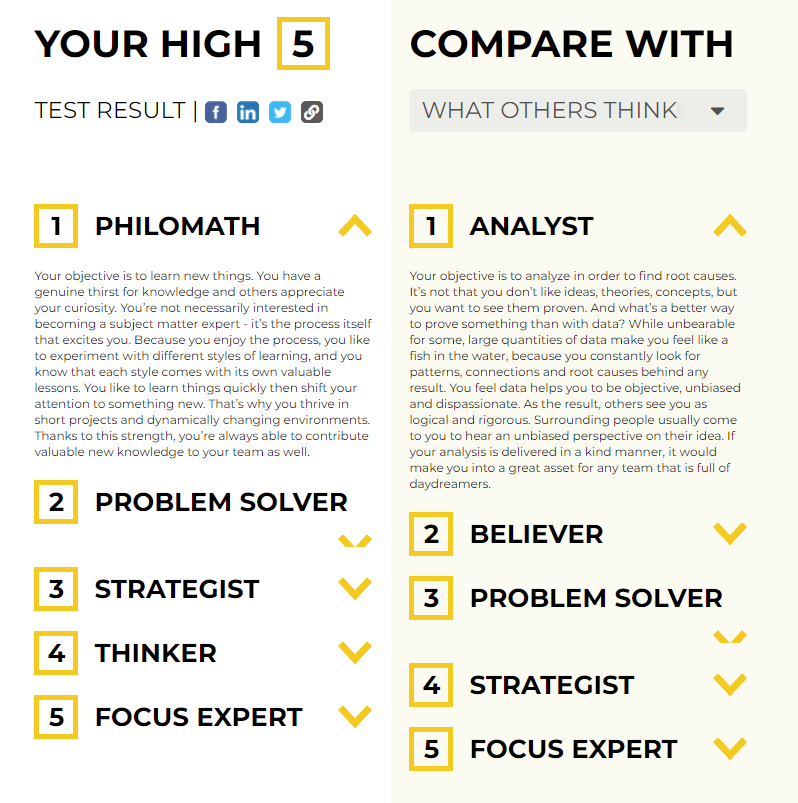 YOUR HIGH 5
TEST RESULT |
1 PHILOMATH
Your objective is to learn new things. You have a
genuine thirst for knowledge and others appreciate
your curiosity. You're not necessarily interested in
becoming a subject matter expert - it's the process itself
that excites you. Because you enjoy the process, you like
to experiment with different styles of learning, and you
know that each style comes with its own valuable
lessons. You like to learn things quickly then shift your
attention to something new. That's why you thrive in
short projects and dynamically changing environments.
Thanks to this strength, you're always able to contribute
valuable new knowledge to your team as well.
2 PROBLEM SOLVER
3 STRATEGIST
4 THINKER
5 FOCUS EXPERT
COMPARE WITH
WHAT OTHERS THINK
1 ANALYST
Your objective is to analyze in order to find root causes.
It's not that you don't like ideas, theories, concepts, but
you want to see them proven. And what's a better way
to prove something than with data? While unbearable
for some, large quantities of data make you feel like a
fish in the water, because you constantly look for
patterns, connections and root causes behind any
result. You feel data helps you to be objective, unbiased
and dispassionate. As the result, others see you as
logical and rigorous. Surrounding people usually come
to you to hear an unbiased perspective on their idea. If
your analysis is delivered in a kind manner, it would
make you into a great asset for any team that is full of
daydreamers.
2 BELIEVER
3 PROBLEM SOLVER
4 STRATEGIST
5 FOCUS EXPERT